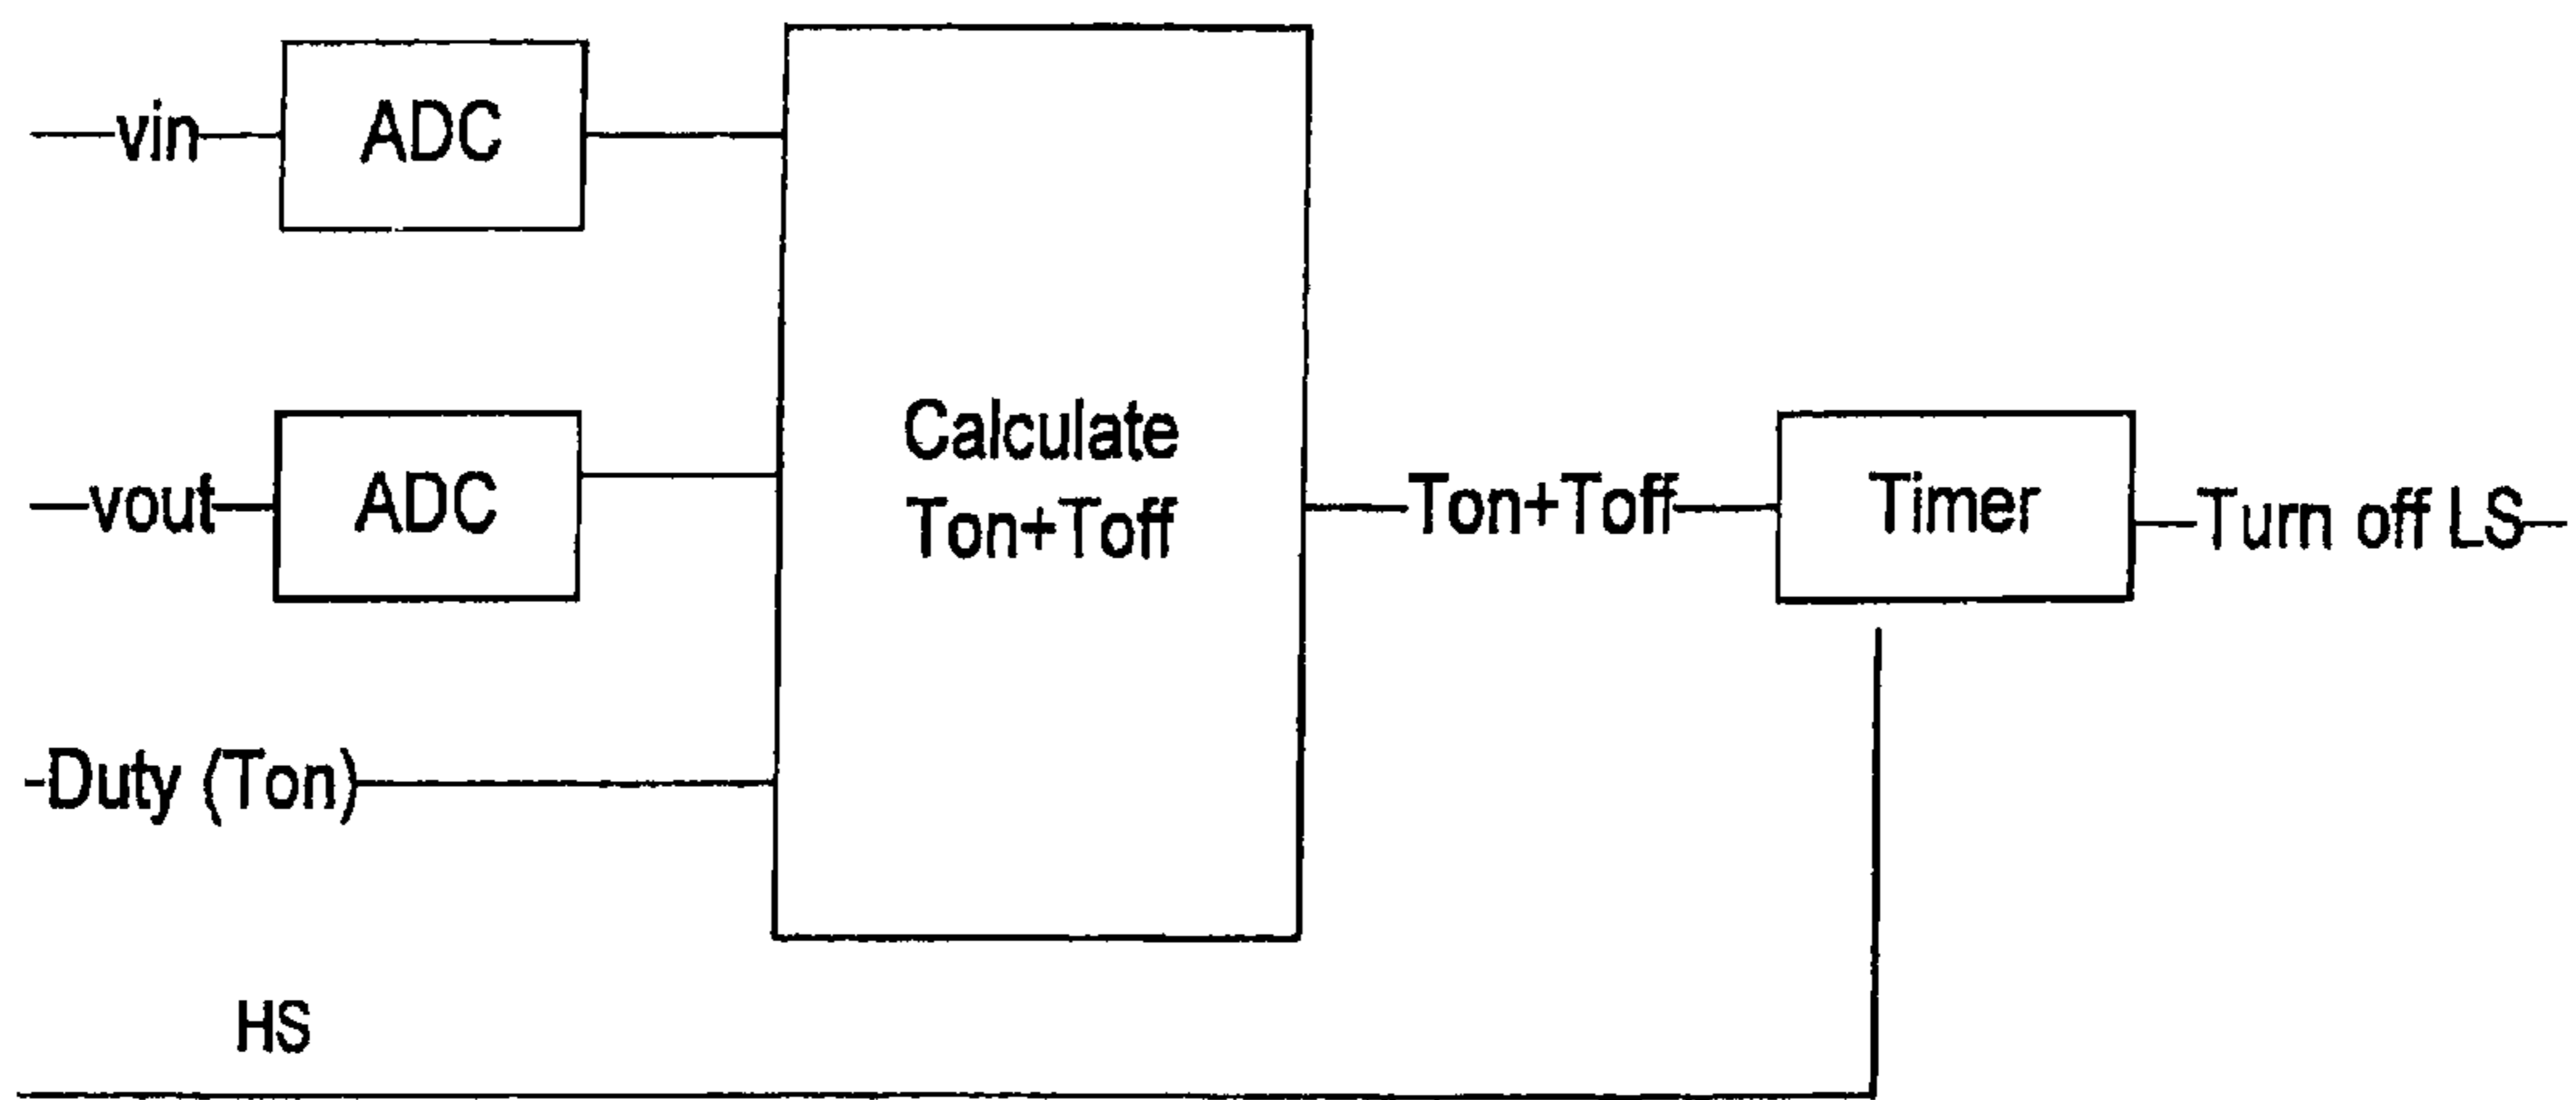 vin
ADC
vout
ADC
Calculate
Ton+Toff
Ton+Toff
Timer
Turn off LS
Duty (Ton)
HS